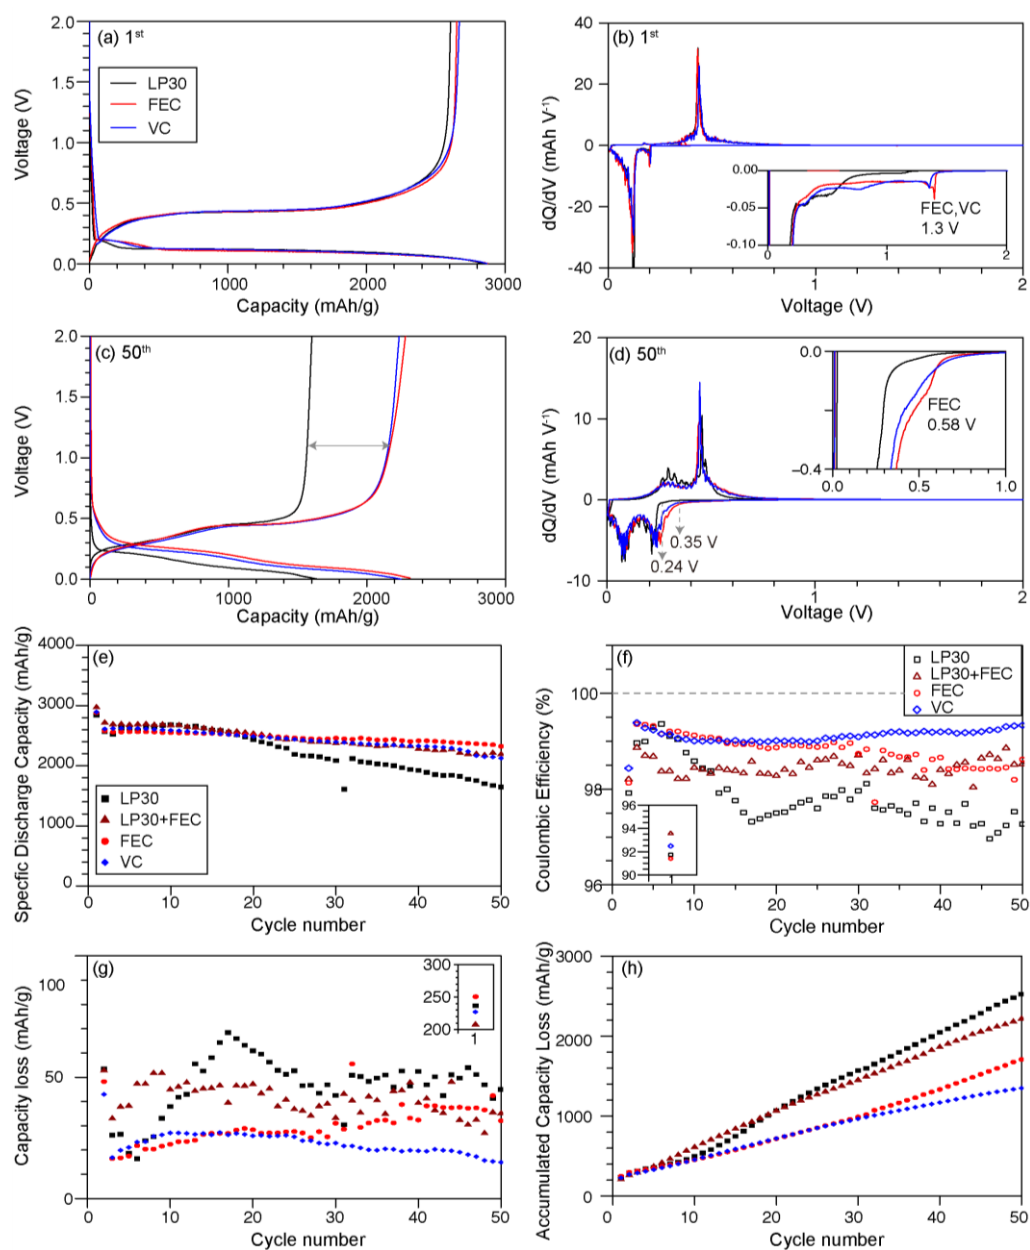 (a) 1st
LP30
FEC
VC
Voltage (V)
2.0
1.5
1.0
0.5
0.0
0
1000
2000
3000
Capacity (mAh/g)
(b) 1st
dQ/dV (mAh V-1)
40
20
0
-20
-40
0.00
-0.05
-0.10
0
1
2
FEC,VC
1.3 V
0
1
2
Voltage (V)
(c) 50th
Voltage (V)
2.0
1.5
1.0
0.5
0.0
0
1000
2000
3000
Capacity (mAh/g)
(d) 50th
dQ/dV (mAh V-1)
20
10
0
-10
0.0
−0.4
0.0
0.5
1.0
FEC
0.58 V
0.35 V
0.24 V
0
1
2
Voltage (V)
(e)
Specfic Discharge Capacity (mAh/g)
4000
3000
2000
1000
0
LP30
LP30+FEC
FEC
VC
0
10
20
30
40
50
Cycle number
(f)
Coulombic Efficiency (%)
100
98
96
LP30
LP30+FEC
FEC
VC
96
94
92
90
1
0
10
20
30
40
50
Cycle number
(g)
Capacity loss (mAh/g)
100
50
0
300
250
200
1
0
10
20
30
40
50
Cycle number
(h)
Accumulated Capacity Loss (mAh/g)
3000
2000
1000
0
0
10
20
30
40
50
Cycle number